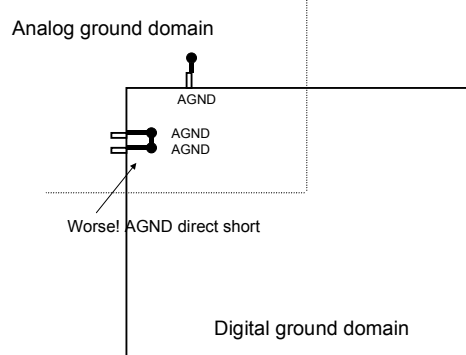 Analog ground domain
AGND
AGND
AGND
Worse! AGND direct short
Digital ground domain